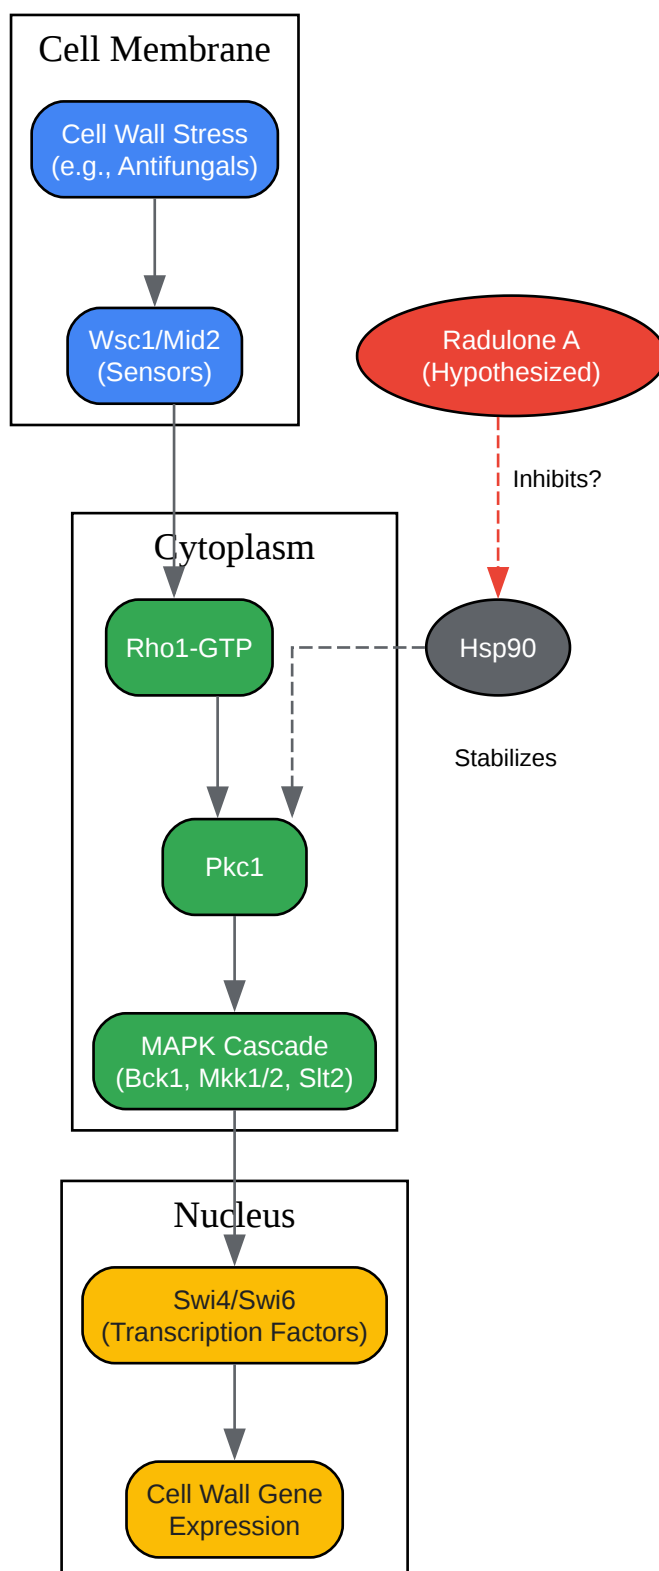 Cell Membrane
Cell Wall Stress
(e.g., Antifungals)
Wsc1/Mid2
(Sensors)
Radulone A
(Hypothesized)
Inhibits?
Cytoplasm
Rho1-GTP
Hsp90
Stabilizes
Pkc1
MAPK Cascade
(Bck1, Mkk1/2, Slt2)
Nucleus
Swi4/Swi6
(Transcription Factors)
Cell Wall Gene
Expression